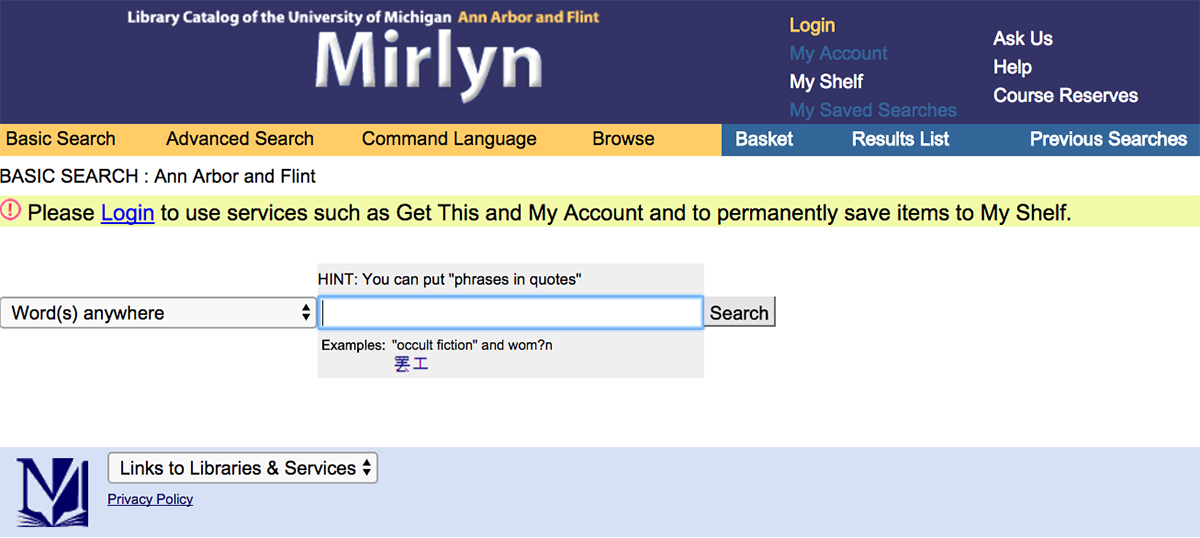 Library Catalog of the University of Michigan Ann Arbor and Flint
Mirlyn
Login
My Account
My Shelf
My Saved Searches
Ask Us
Help
Course Reserves
Basic Search Advanced Search Command Language Browse Basket Results List Previous Searches
BASIC SEARCH : Ann Arbor and Flint
Please Login to use services such as Get This and My Account and to permanently save items to My Shelf.
HINT: You can put "phrases in quotes"
Word(s) anywhere Search
Examples: "occult fiction" and wom?n
罢工
Links to Libraries & Services
Privacy Policy